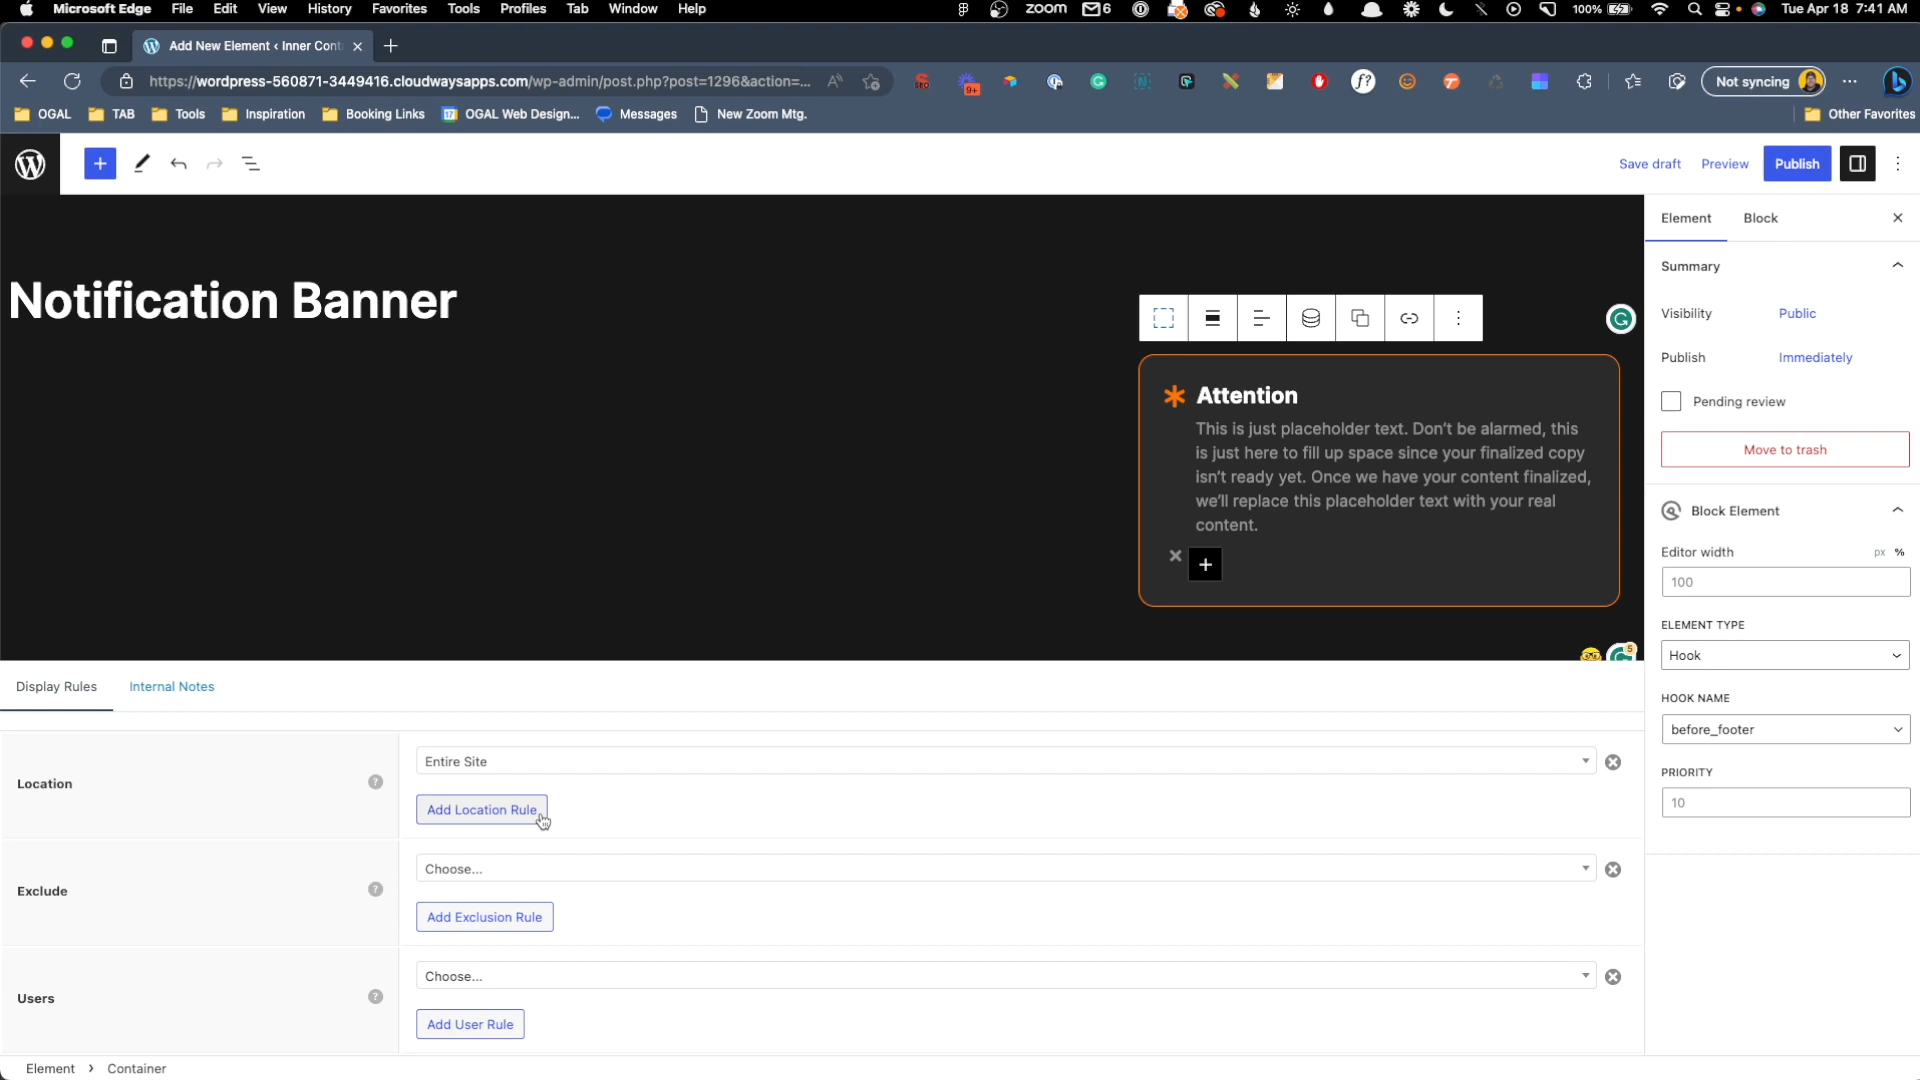 Microsoft Edge File Edit View History Favorites Tools Profiles Tab Window Help zoom 6 100% Tue Apr 18 7:41 AM
Add New Element ‹ Inner Cont
https://wordpress-560871-3449416.cloudwaysapps.com/wp-admin/post.php?post=1296&action=... 9+ f? Not syncing
OGAL TAB Tools Inspiration Booking Links OGAL Web Design... Messages New Zoom Mtg. Other Favorites
Save draft Preview Publish
Element Block
Summary
Visibility Public
Publish Immediately
Pending review
Move to trash
Block Element
Editor width px %
100
ELEMENT TYPE
Hook
HOOK NAME
before_footer
PRIORITY
10
Notification Banner
Attention
This is just placeholder text. Don't be alarmed, this
is just here to fill up space since your finalized copy
isn't ready yet. Once we have your content finalized,
we'll replace this placeholder text with your real
content.
5
Display Rules Internal Notes
Location
Entire Site
Add Location Rule
Exclude
Choose...
Add Exclusion Rule
Users
Choose...
Add User Rule
Element › Container